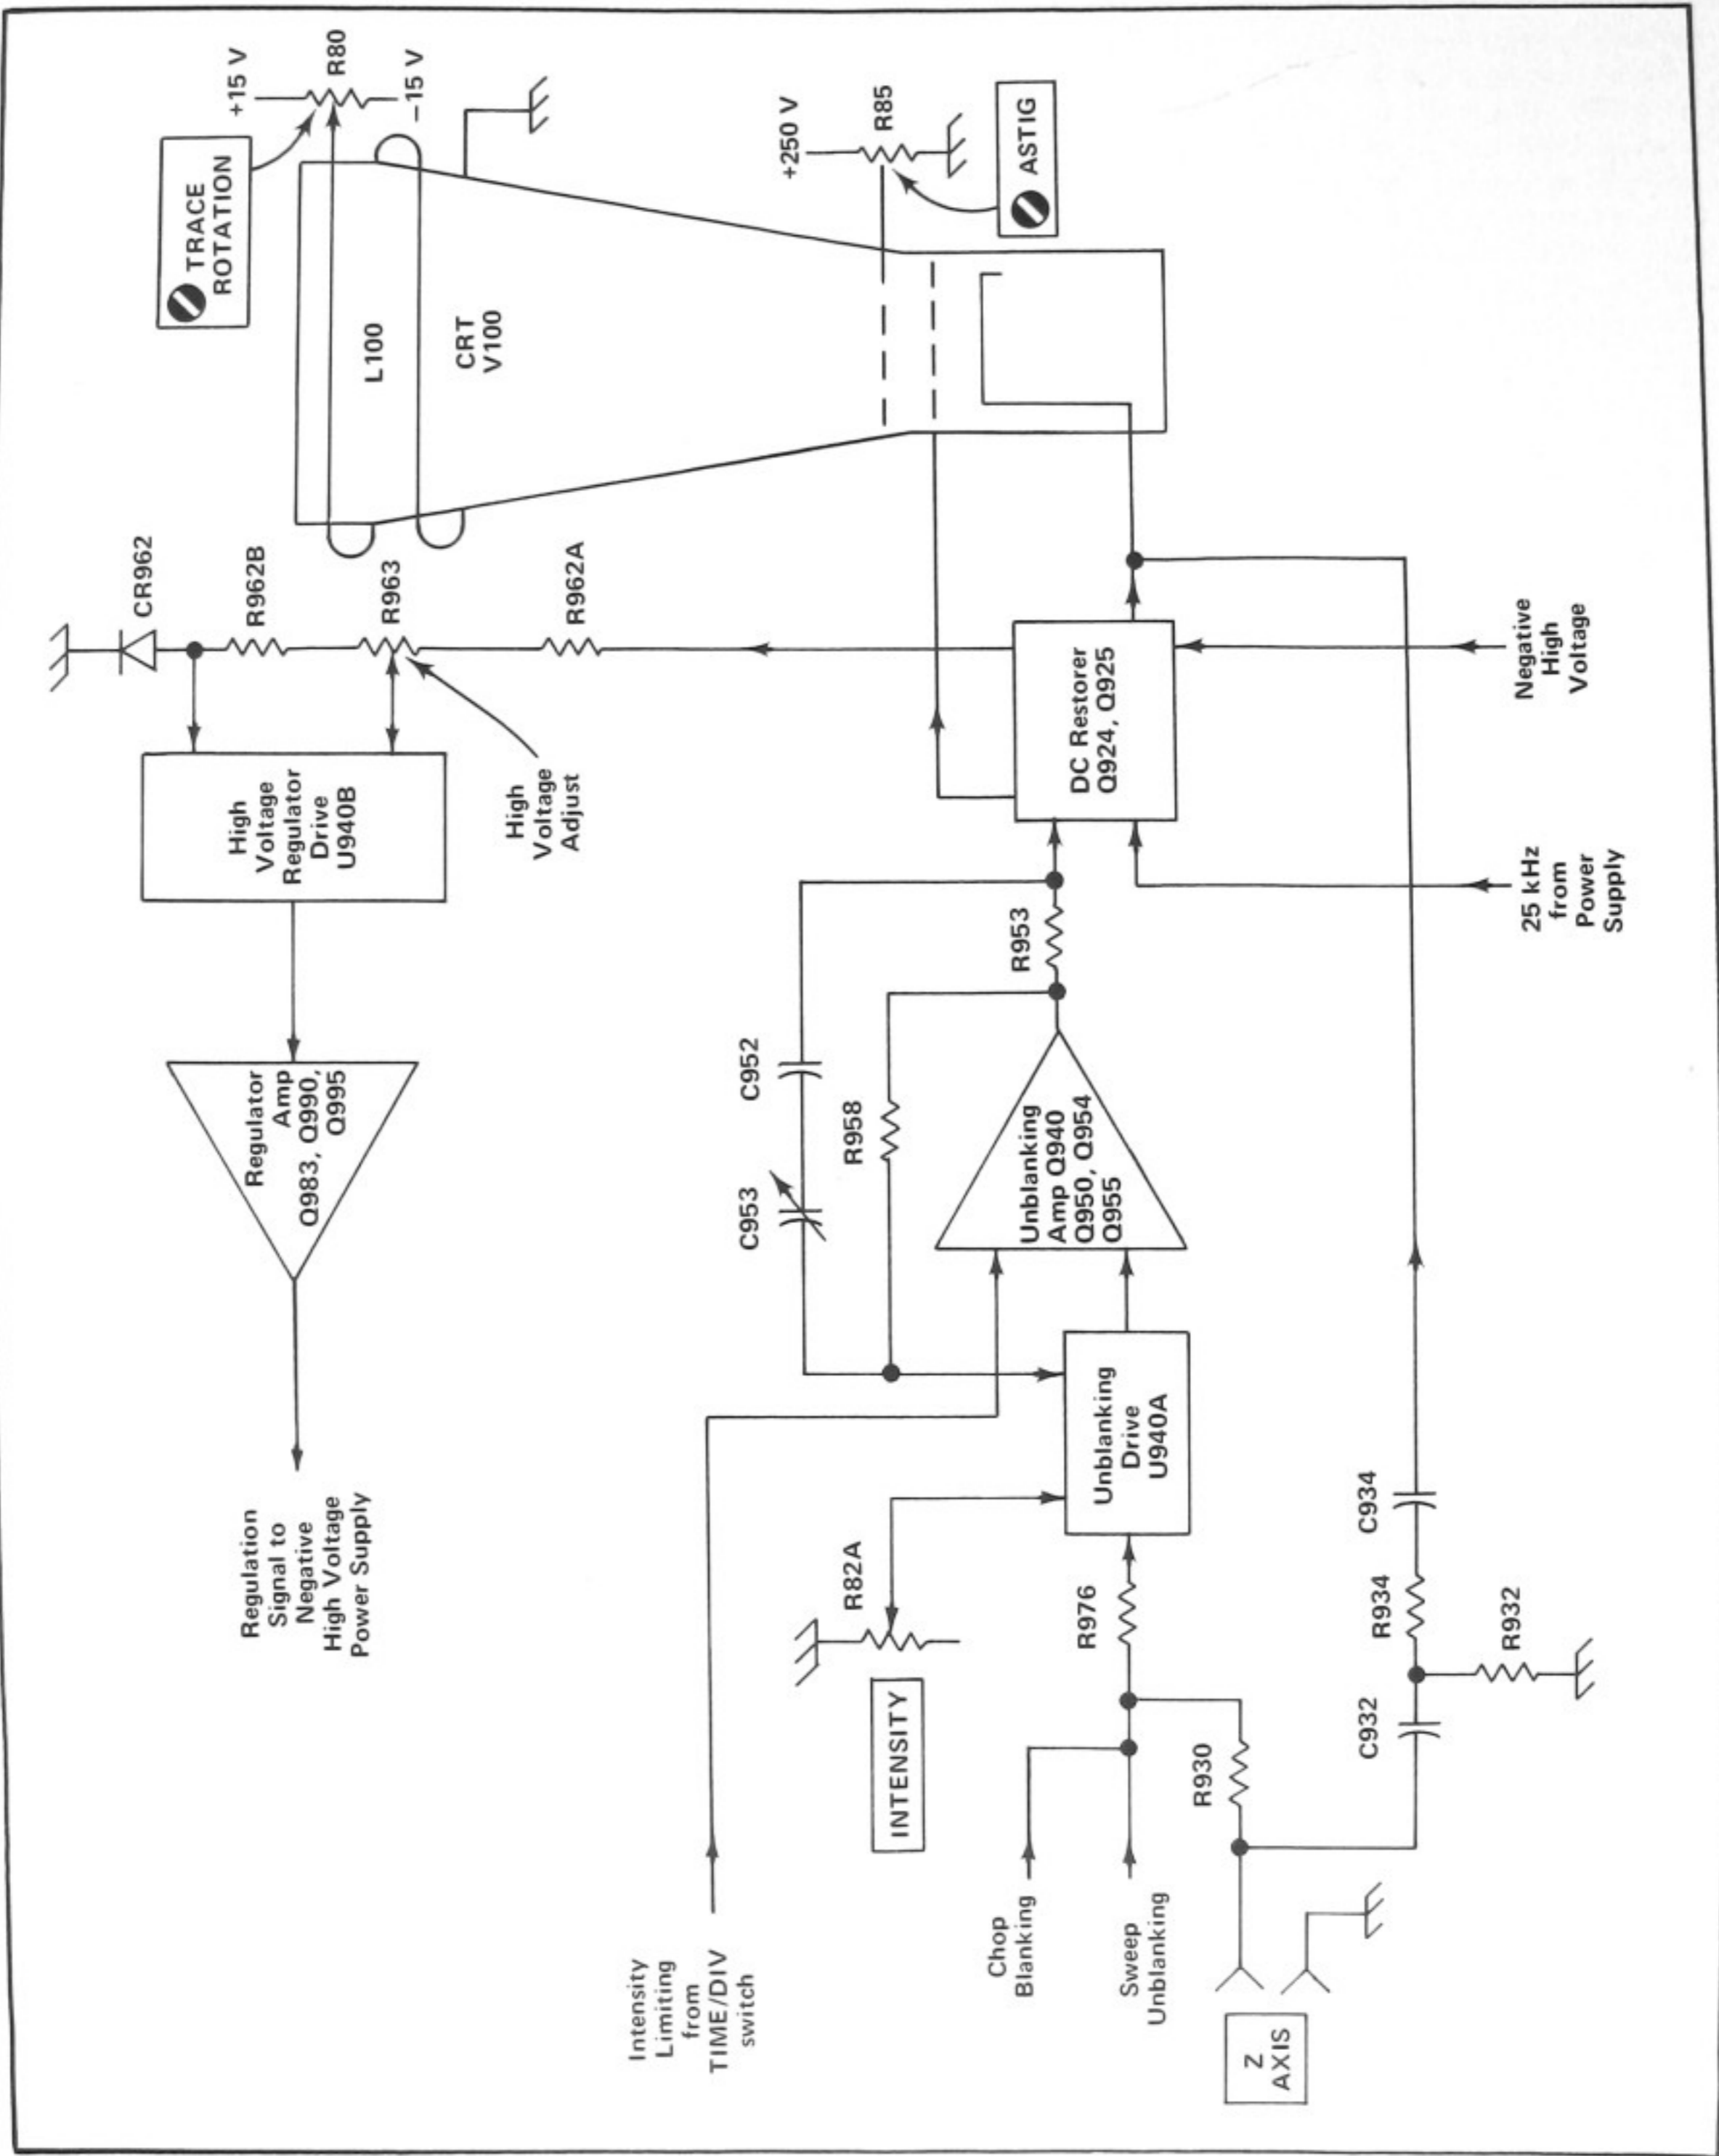 Regulation
Signal to
Negative
High Voltage
Power Supply
Regulator
Amp
Q983, Q990,
Q995
High
Voltage
Regulator
Drive
U940B
High
Voltage
Adjust
CR962
R962B
R963
R962A
TRACE
ROTATION
+15 V
R80
-15 V
L100
CRT
V100
+250 V
R85
ASTIG
Intensity
Limiting
from
TIME/DIV
switch
INTENSITY
R82A
C953
C952
R958
R953
Chop
Blanking
Sweep
Unblanking
R976
Unblanking
Drive
U940A
Unblanking
Amp Q940
Q950, Q954
Q955
DC Restorer
Q924, Q925
Z
AXIS
R930
C932
R934
C934
R932
25 kHz
from
Power
Supply
Negative
High
Voltage